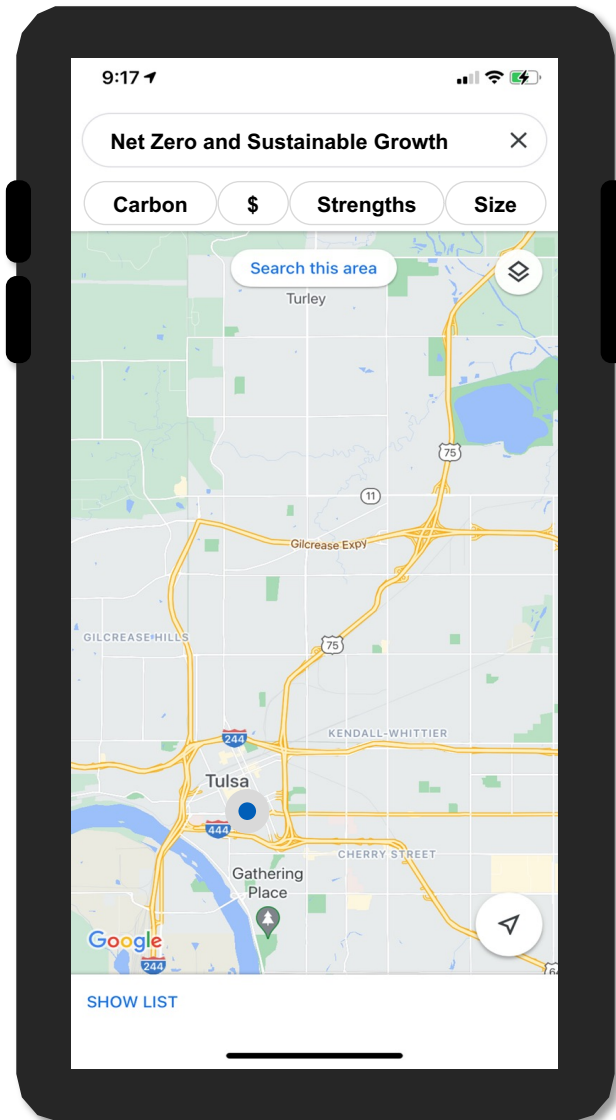 9:17
Net Zero and Sustainable Growth
Carbon
$
Strengths
Size
Search this area
Turley
75
11
Gilcrease Expy
75
GILCREASE HILLS
244
KENDALL-WHITTIER
Tulsa
444
CHERRY STREET
Gathering
Place
Google
244
SHOW LIST